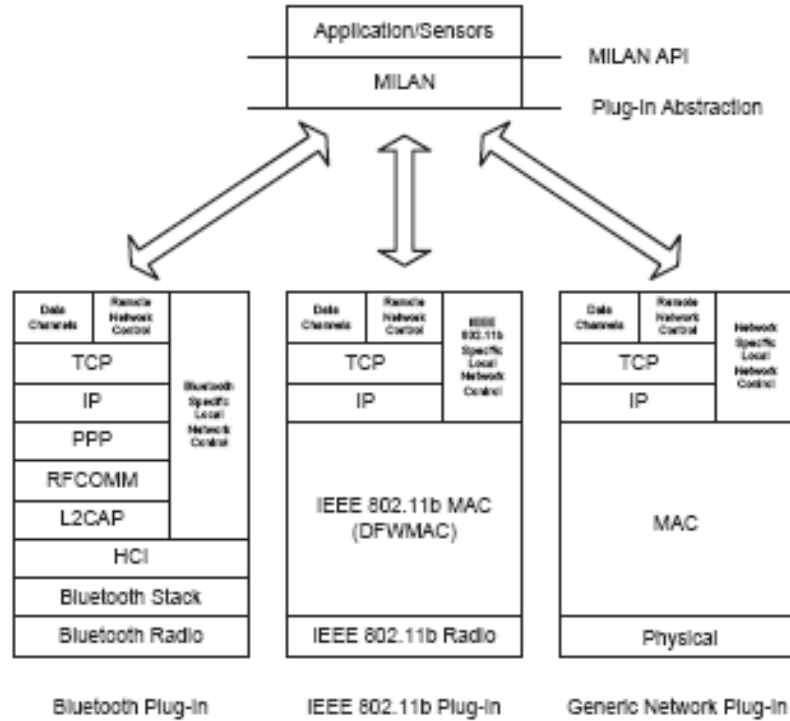 Application/Sensors
MILAN API
MILAN
Plug-In Abstraction
Data
Channels
Remote
Network
Control
Bluetooth
Specific
Local
Network
Control
TCP
IP
PPP
RFCOMM
L2CAP
HCI
Bluetooth Stack
Bluetooth Radio
Data
Channels
Remote
Network
Control
IEEE
802.11b
Specific
Local
Network
Control
TCP
IP
IEEE 802.11b MAC
(DFWMAC)
IEEE 802.11b Radio
Data
Channels
Remote
Network
Control
Network
Specific
Local
Network
Control
TCP
IP
MAC
Physical
Bluetooth Plug-In
IEEE 802.11b Plug-In
Generic Network Plug-In